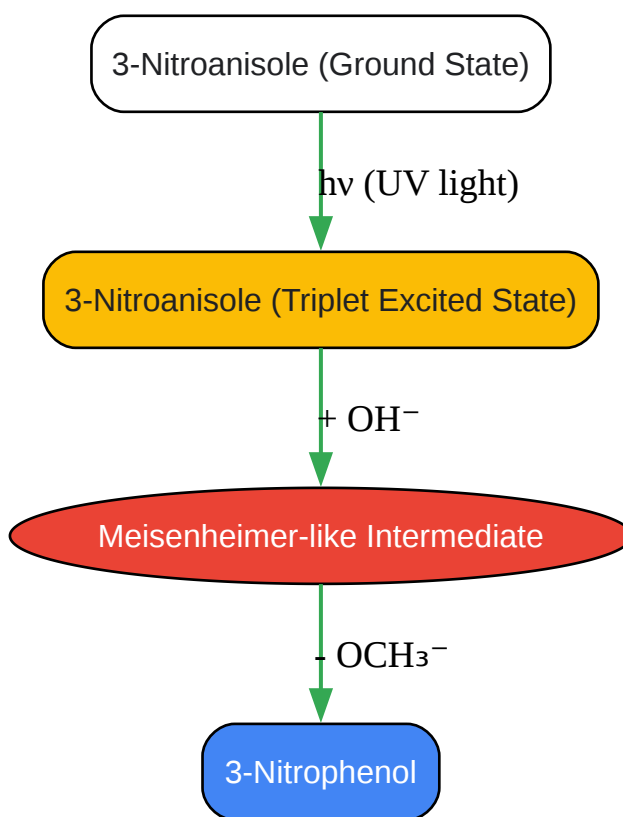 3-Nitroanisole (Ground State)
hν (UV light)
3-Nitroanisole (Triplet Excited State)
+ OH⁻
Meisenheimer-like Intermediate
- OCH₃⁻
3-Nitrophenol